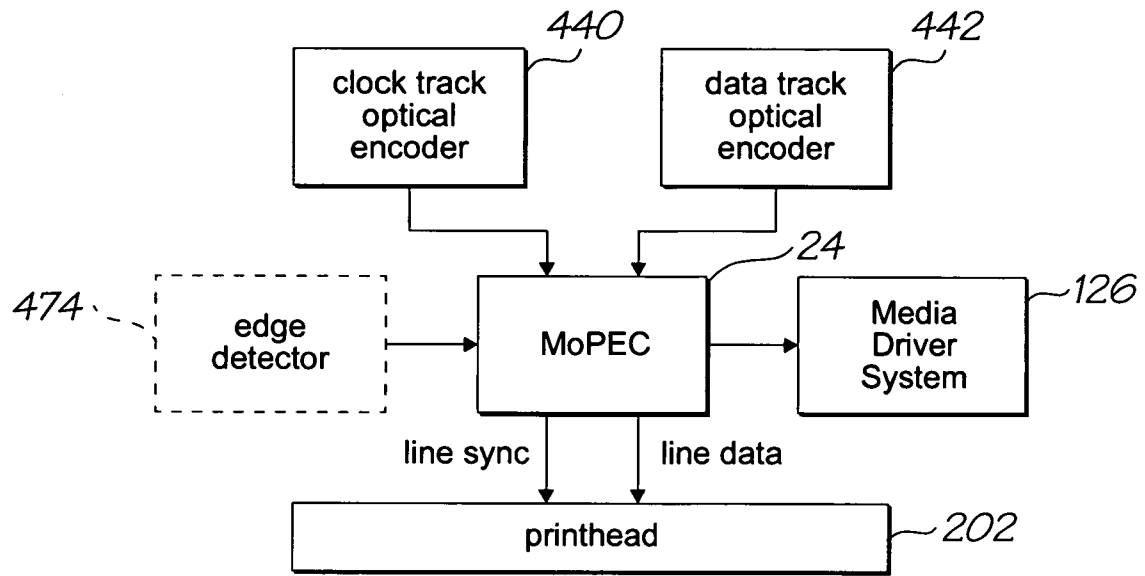 440
442
clock track
optical
encoder
data track
optical
encoder
24
474
126
edge
detector
MoPEC
Media
Driver
System
line sync
line data
printhead
202